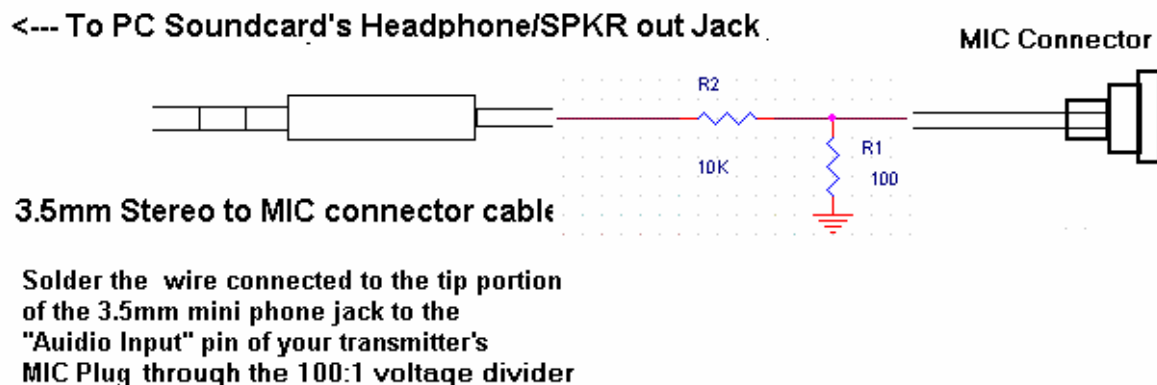 <--- To PC Soundcard's Headphone/SPKR out Jack
MIC Connector
R2
10K
R1
100
3.5mm Stereo to MIC connector cable
Solder the wire connected to the tip portion
of the 3.5mm mini phone jack to the
"Auidio Input" pin of your transmitter's
MIC Plug through the 100:1 voltage divider